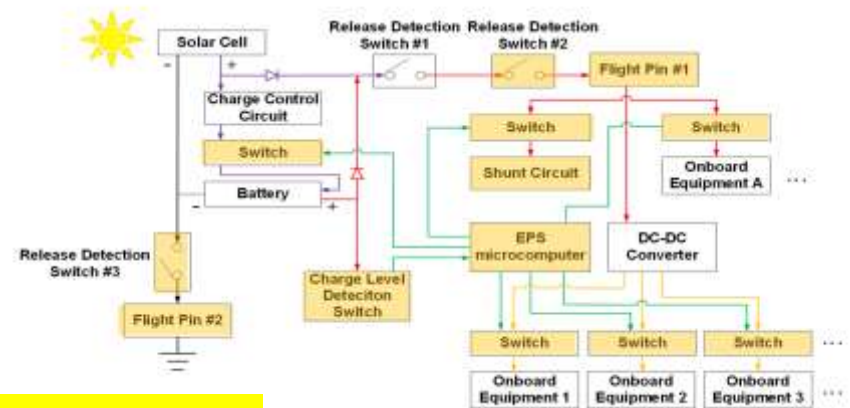 Release Detection
Switch #1
Release Detection
Switch #2
Solar Cell
-
+
Flight Pin #1
Charge Control
Circuit
Switch
Switch
Switch
Shunt Circuit
Onboard
Equipment A
...
Battery
-
+
EPS
microcomputer
DC-DC
Converter
Release Detection
Switch #3
Charge Level
Deteciton
Switch
Flight Pin #2
Switch
Switch
Switch
...
Onboard
Equipment 1
Onboard
Equipment 2
Onboard
Equipment 3
...